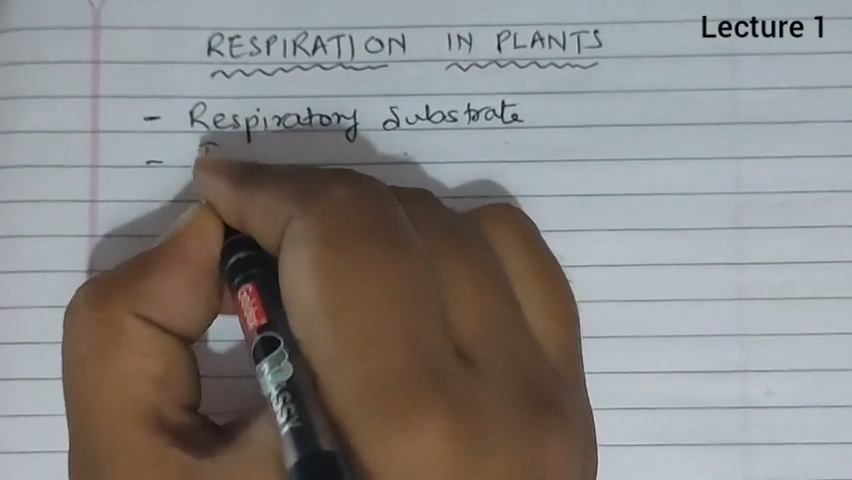 Lecture 1
RESPIRATION IN PLANTS
- Respiratory Substrate
-